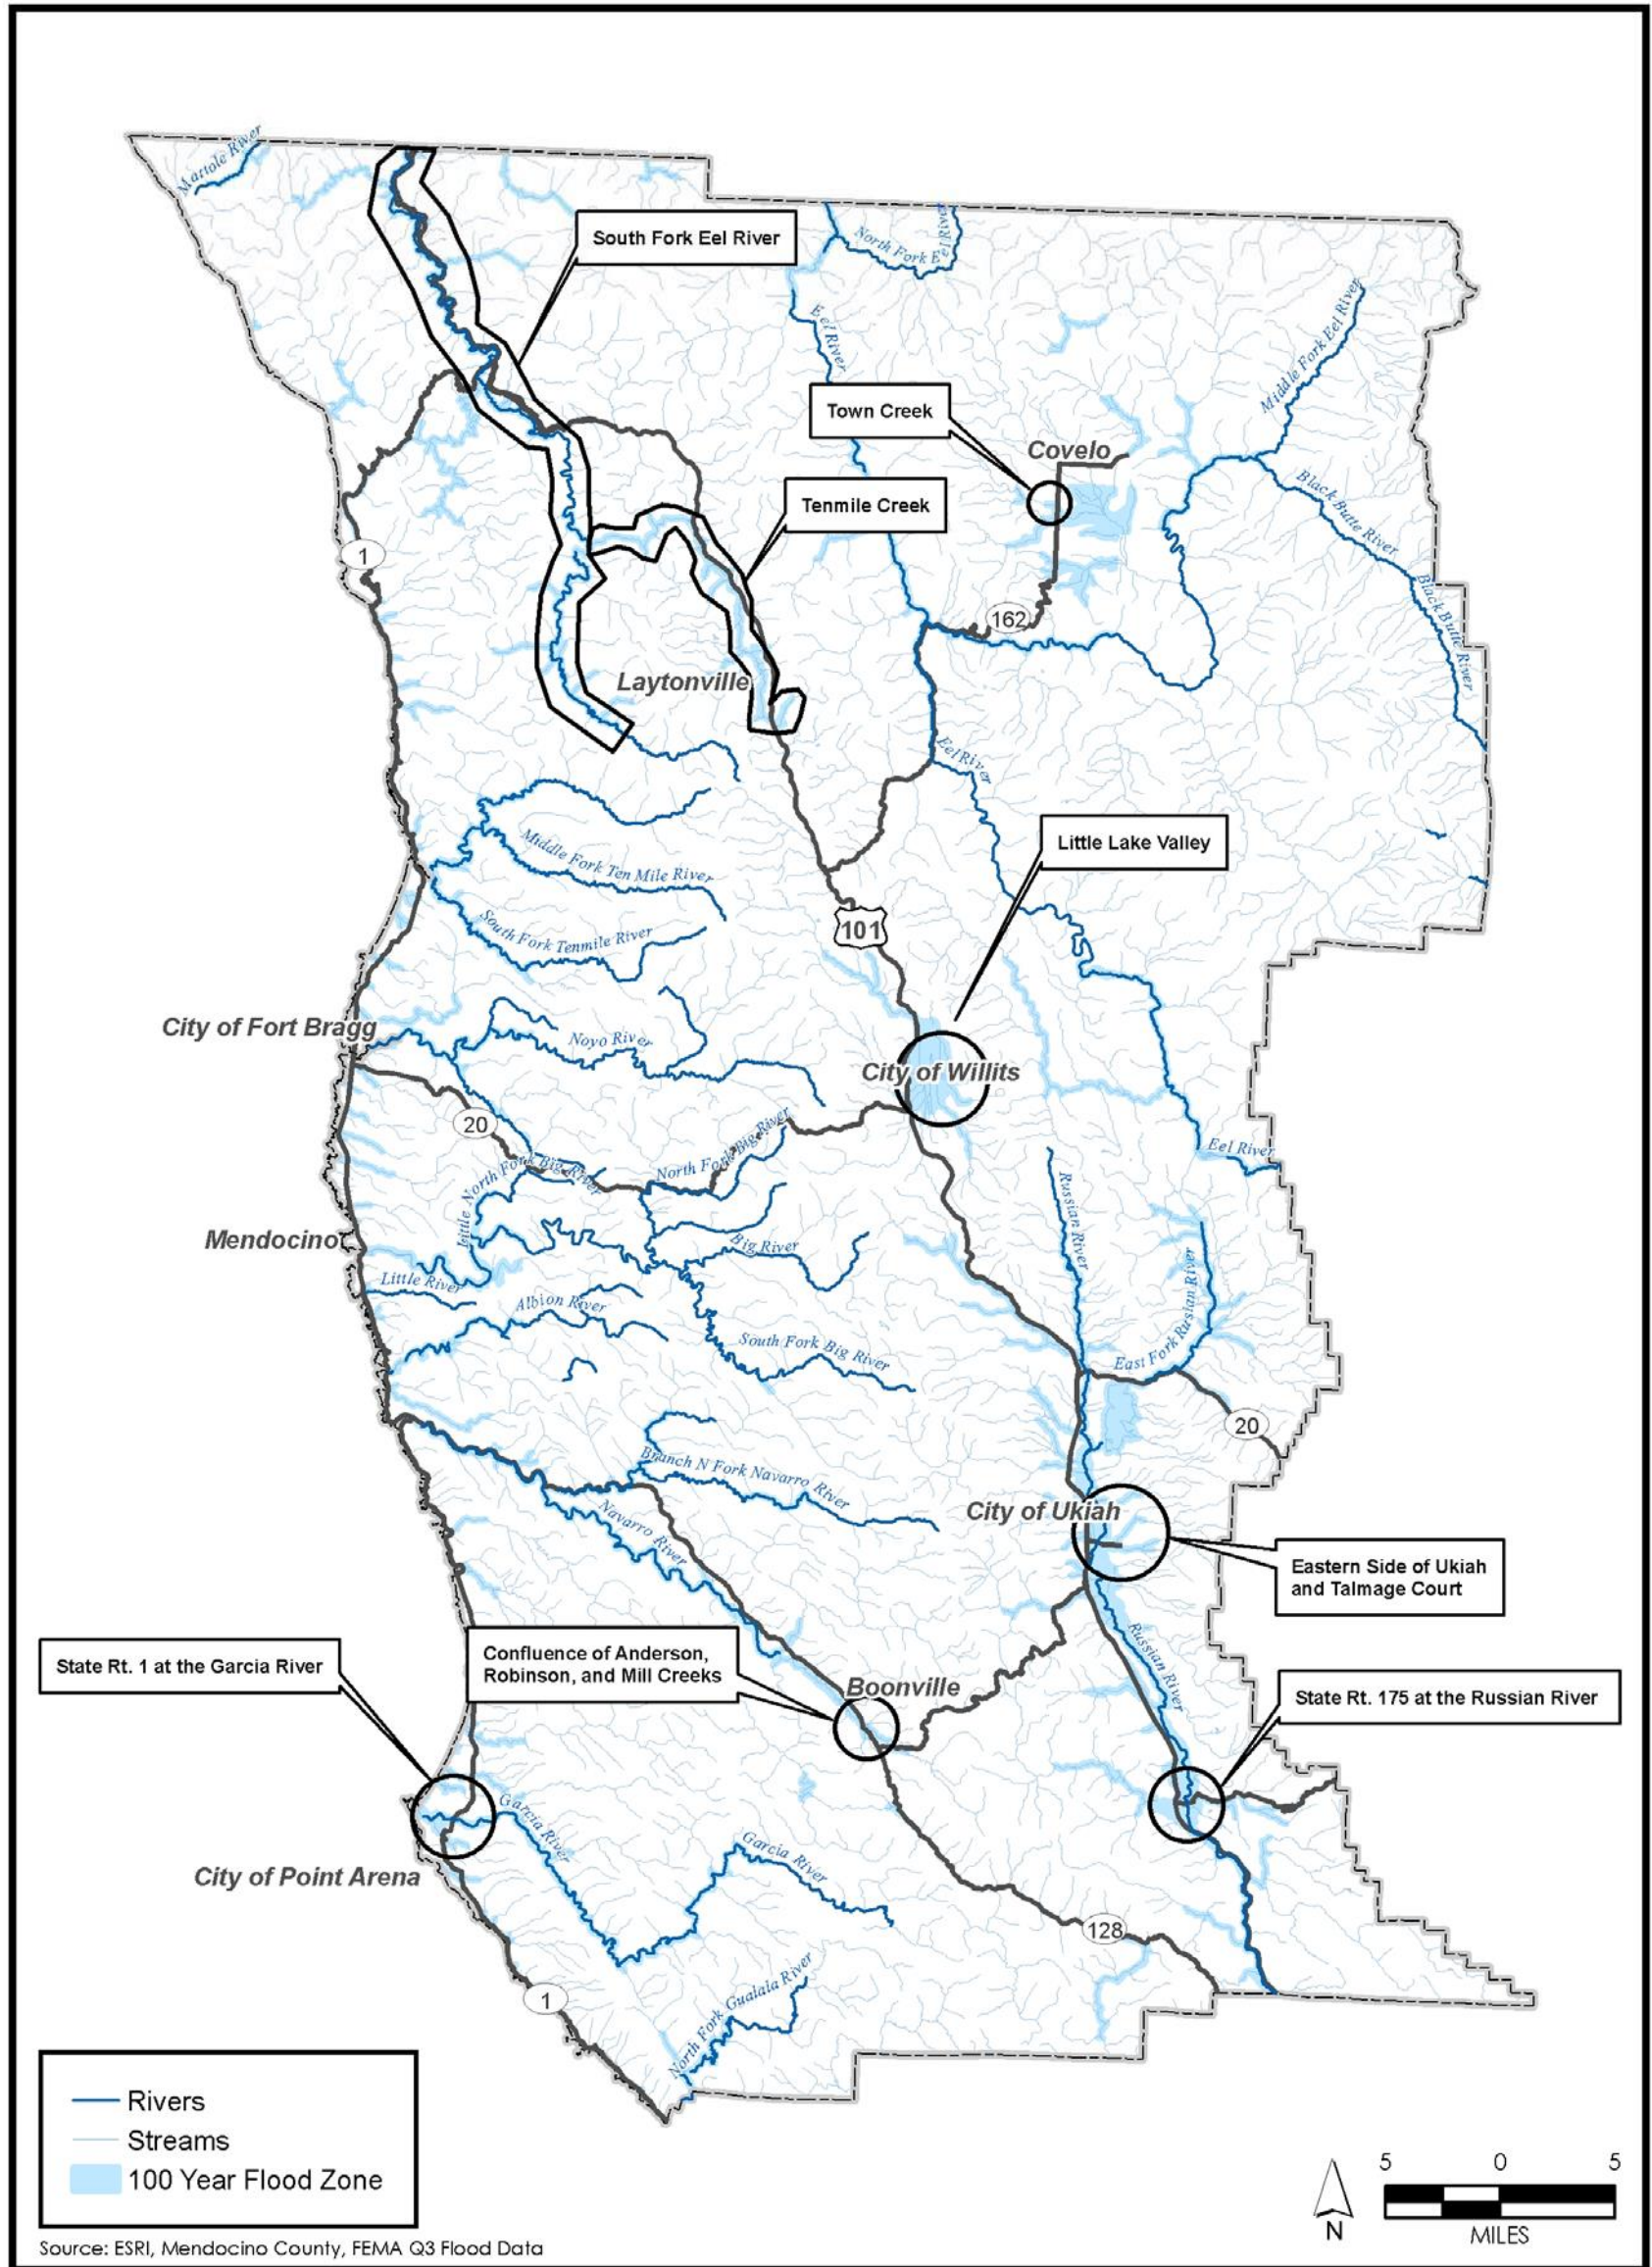 Mattole River
South Fork Eel River
North Fork Eel River
Eel River
Middle Fork Eel River
Town Creek
Covelo
Black Butte River
Tenmile Creek
1
Black Butte River
162
Laytonville
Eel River
Middle Fork Ten Mile River
Little Lake Valley
South Fork Tenmile River
101
City of Fort Bragg
Noyo River
City of Willits
20
North Fork Big River
Little North Fork Big River
Eel River
Russian River
Mendocino
Big River
Little River
Albion River
East Fork Russian River
South Fork Big River
20
Branch N Fork Navarro River
City of Ukiah
Navarro River
Eastern Side of Ukiah
and Talmage Court
State Rt. 1 at the Garcia River
Confluence of Anderson,
Robinson, and Mill Creeks
Russian River
Boonville
State Rt. 175 at the Russian River
Garcia River
Garcia River
City of Point Arena
128
1
North Fork Gualala River
Rivers
Streams
100 Year Flood Zone
5 0 5
N
MILES
Source: ESRI, Mendocino County, FEMA Q3 Flood Data